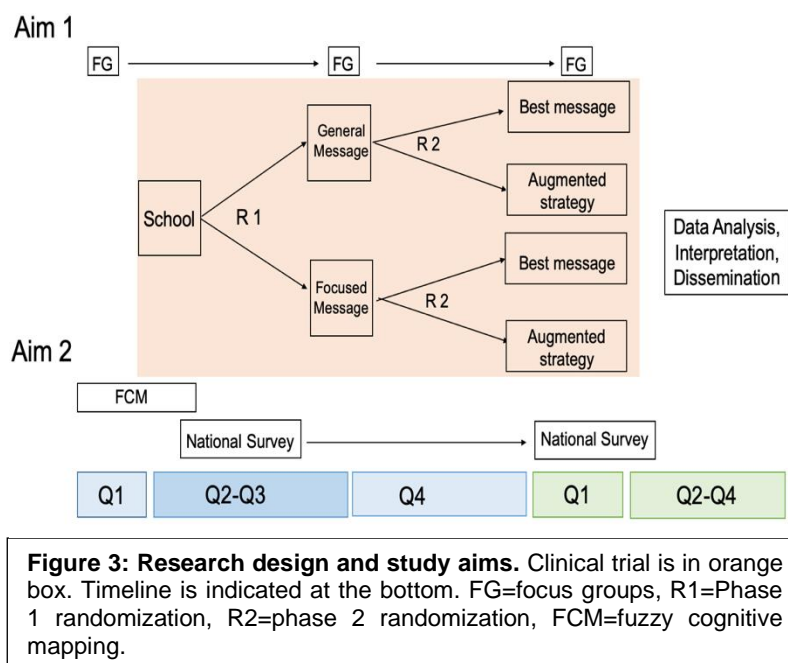 Aim 1
FG
FG
FG
School
R 1
General
Message
Focused
Message
R 2
R 2
Best message
Augmented
strategy
Best message
Augmented
strategy
Data Analysis,
Interpretation,
Dissemination
Aim 2
FCM
National Survey
National Survey
Q1
Q2-Q3
Q4
Q1
Q2-Q4
Figure 3: Research design and study aims. Clinical trial is in orange
box. Timeline is indicated at the bottom. FG=focus groups, R1=Phase
1 randomization, R2=phase 2 randomization, FCM=fuzzy cognitive
mapping.